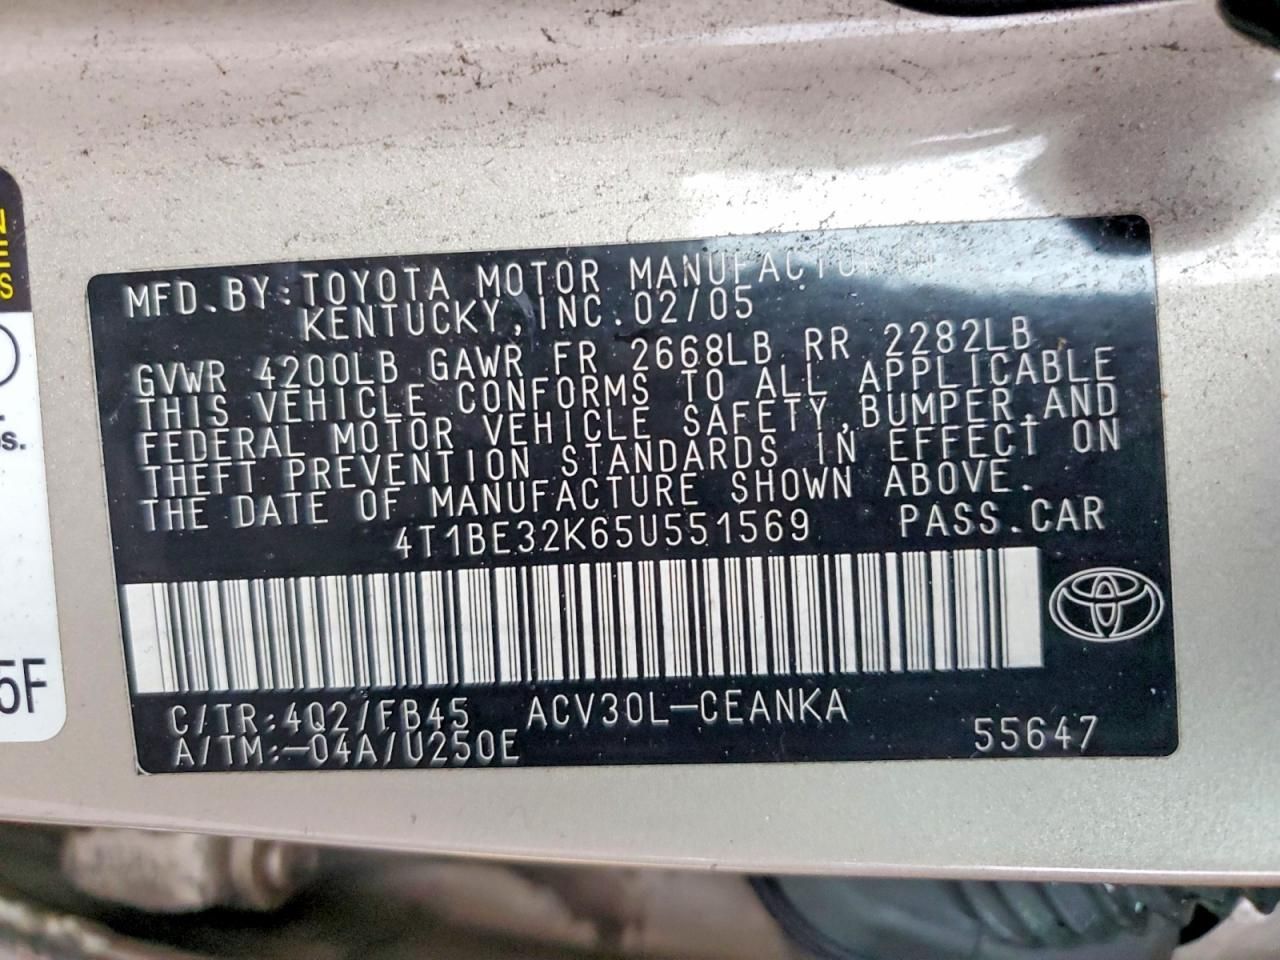 MFD.BY:TOYOTA MOTOR
KENTUCKY,INC.02/05
GVWR 4200LB GAWR FR 2668LB RR 2282LB
THIS VEHICLE CONFORMS TO ALL APPLICABLE
FEDERAL MOTOR VEHICLE SAFETY,BUMPER,AND
THEFT PREVENTION STANDARDS IN EFFECT ON
THE DATE OF MANUFACTURE SHOWN ABOVE.
4T1BE32K65U551569 PASS.CAR
C/TR:4Q2/FB45 ACV30L-CEANKA
A/TM:-04A/U250E 55647
5F